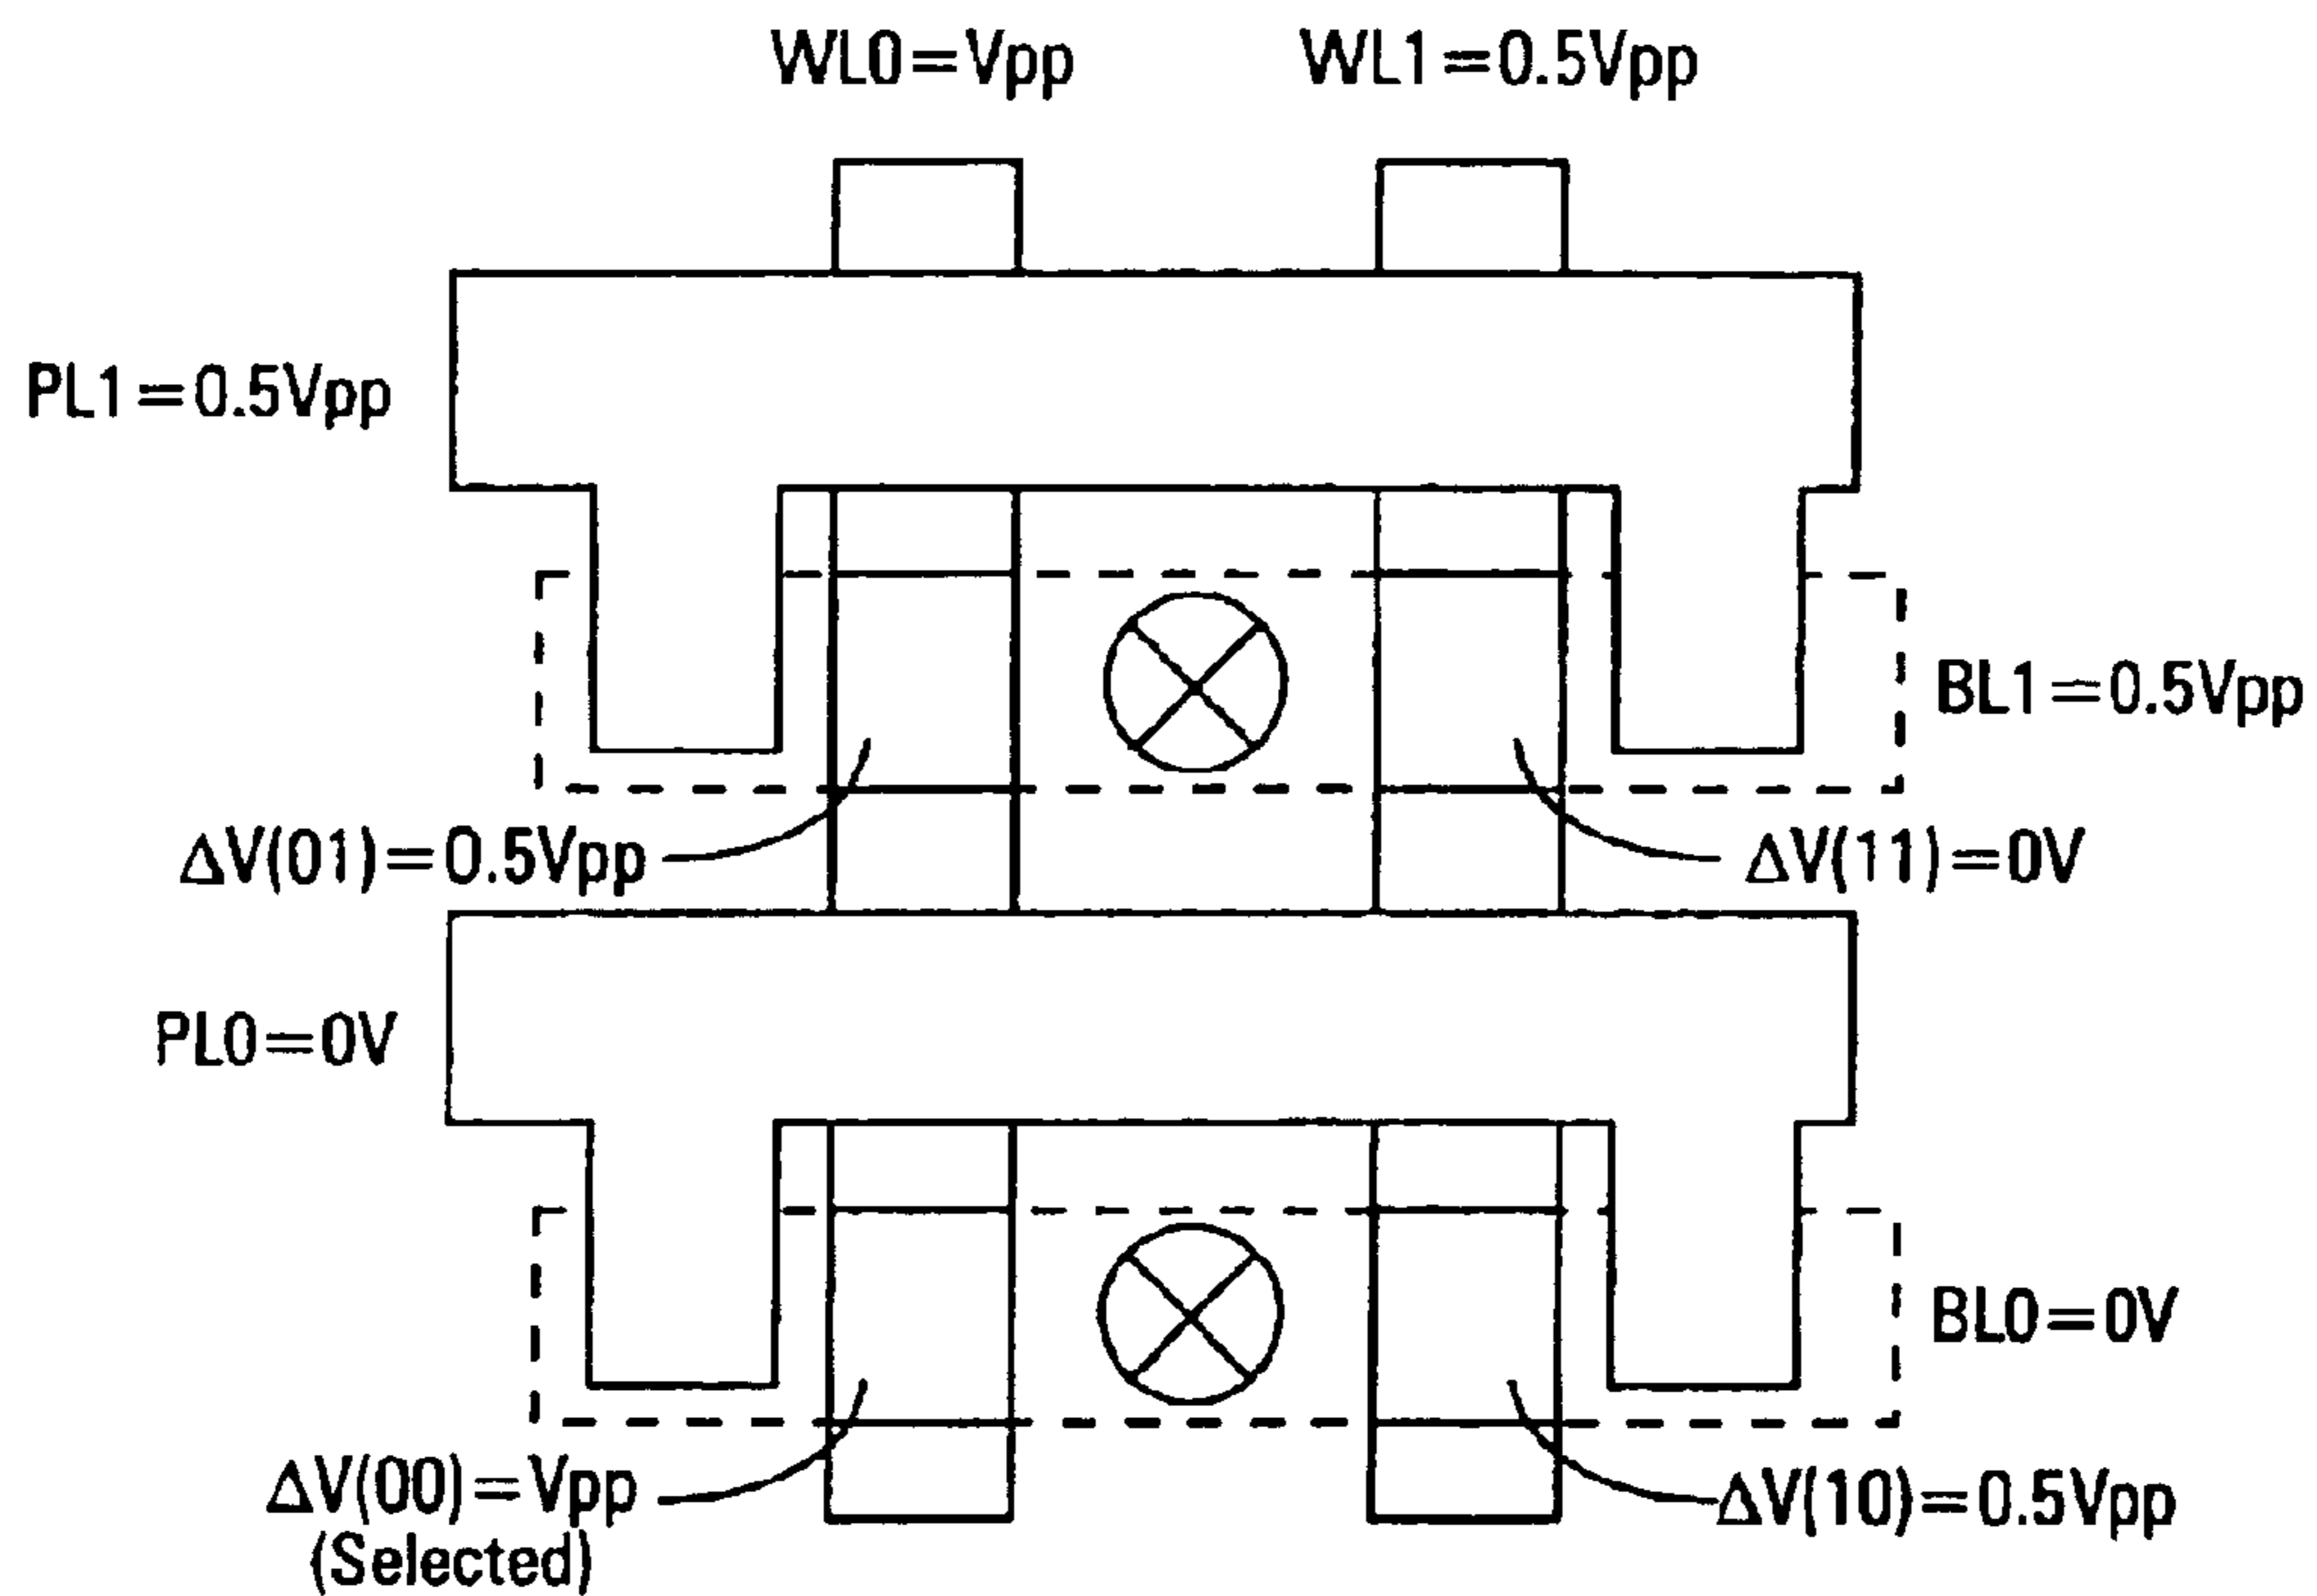 WL0=Vpp
WL1=0.5Vpp
PL1=0.5Vpp
BL1=0.5Vpp
ΔV(01)=0.5Vpp
ΔV(11)=0V
PL0=0V
BL0=0V
ΔV(00)=Vpp
(Selected)
ΔV(10)=0.5Vpp